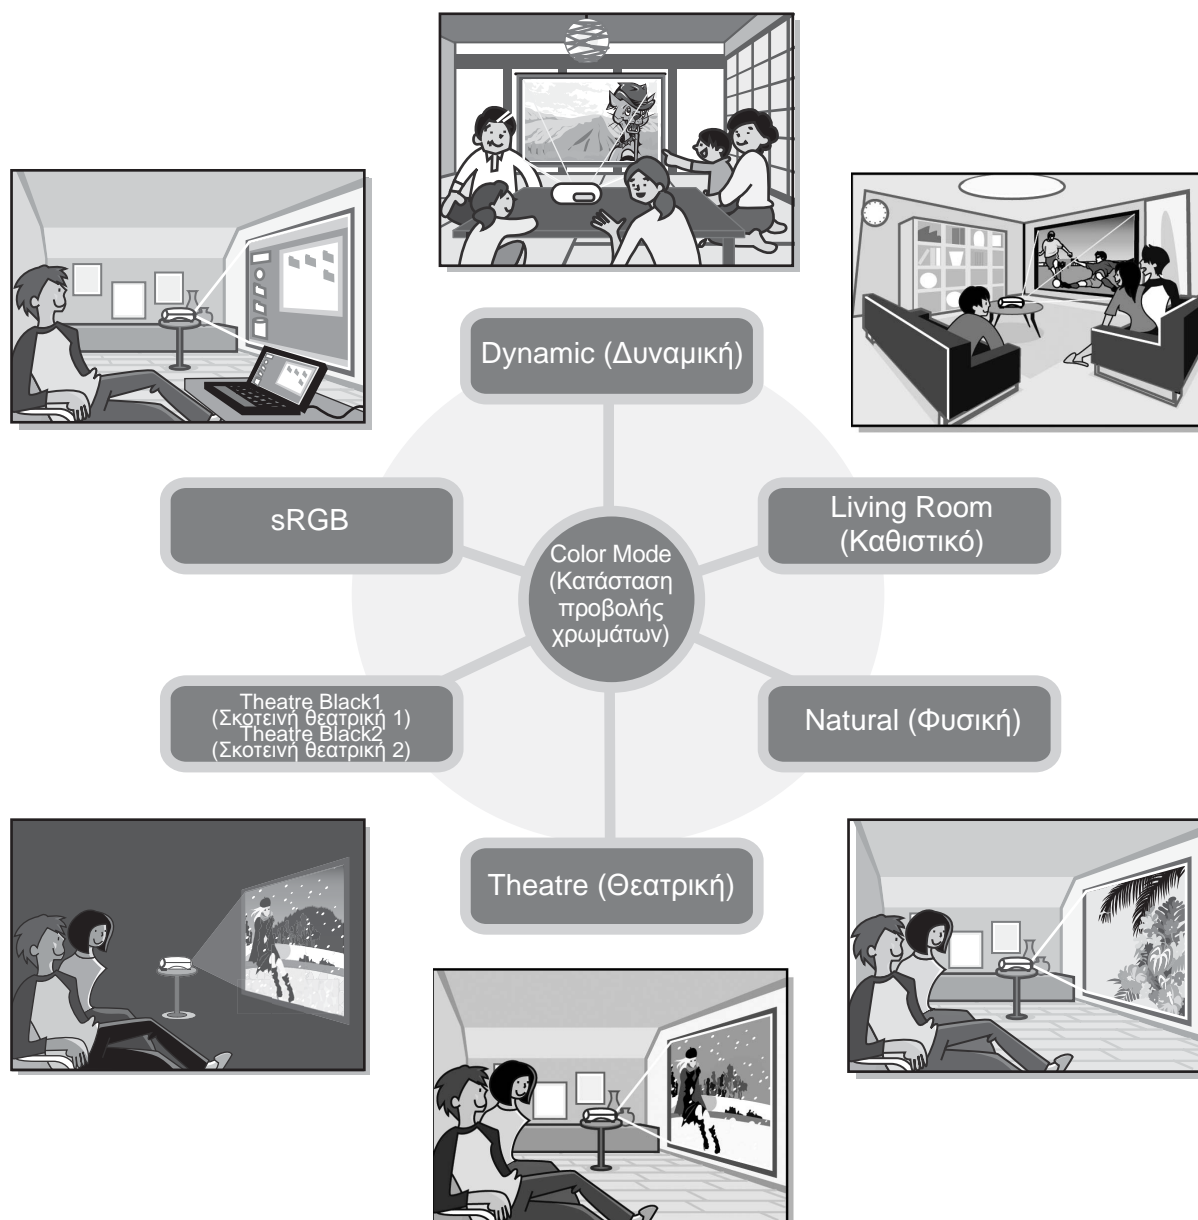 Dynamic (Δυναμική)
sRGB
Living Room
(Καθιστικό)
Color Mode
(Κατάσταση
προβολής
χρωμάτων)
Theatre Black1
(Σκοτεινή θεατρική 1)
Theatre Black2
(Σκοτεινή θεατρική 2)
Natural (Φυσική)
Theatre (Θεατρική)